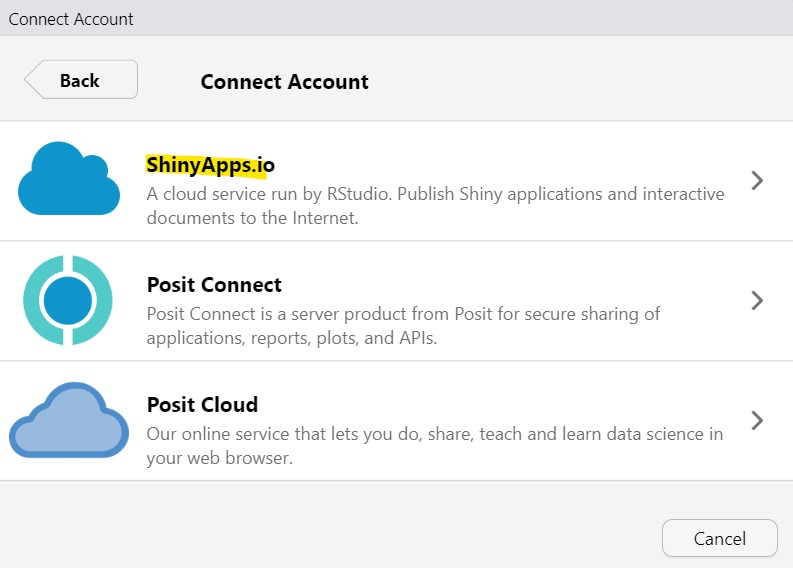 Connect Account
Back
Connect Account
ShinyApps.io
A cloud service run by RStudio. Publish Shiny applications and interactive
documents to the Internet.
Posit Connect
Posit Connect is a server product from Posit for secure sharing of
applications, reports, plots, and APIs.
Posit Cloud
Our online service that lets you do, share, teach and learn data science in
your web browser.
Cancel